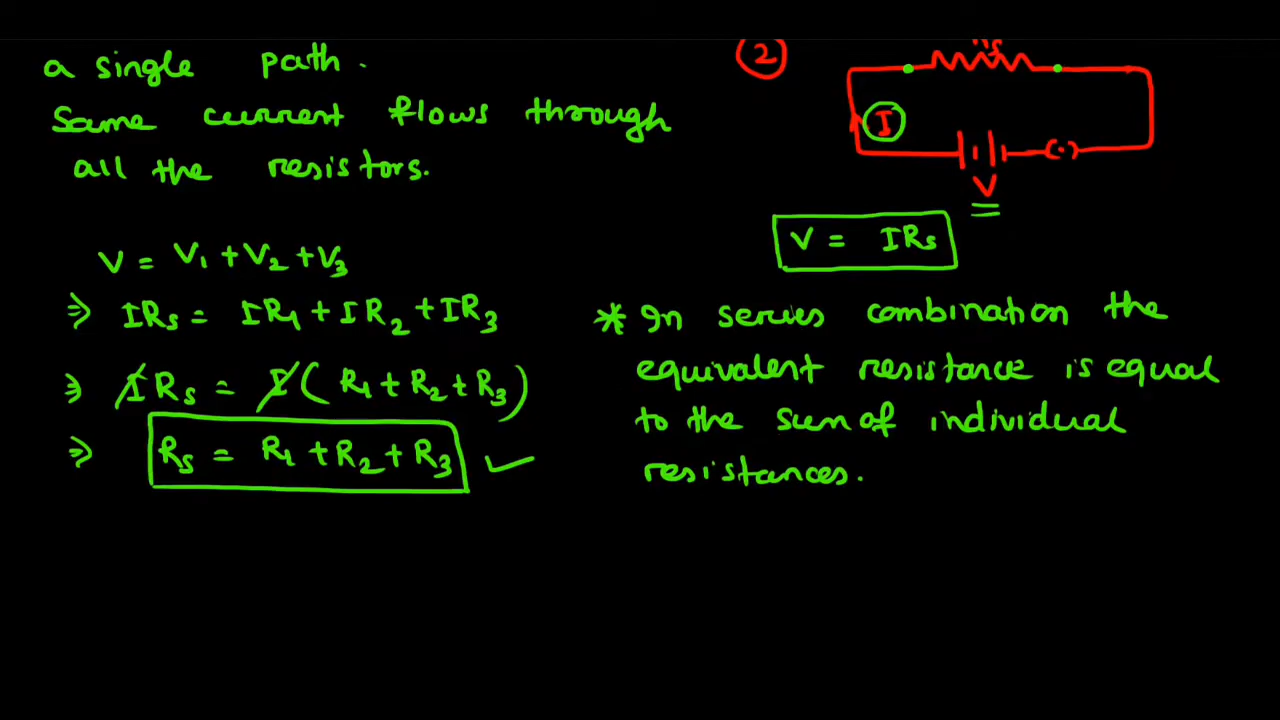 a single path.
Same current flows through
all the resistors.
V = V₁ + V₂ + V₃
⇒ IRs = IR₁ + IR₂ + IR₃
⇒ IRs = I(R₁ + R₂ + R₃)
⇒ Rs = R₁ + R₂ + R₃ ✓
2
I
V
V = IRs
* In series combination the
equivalent resistance is equal
to the sum of individual
resistances.